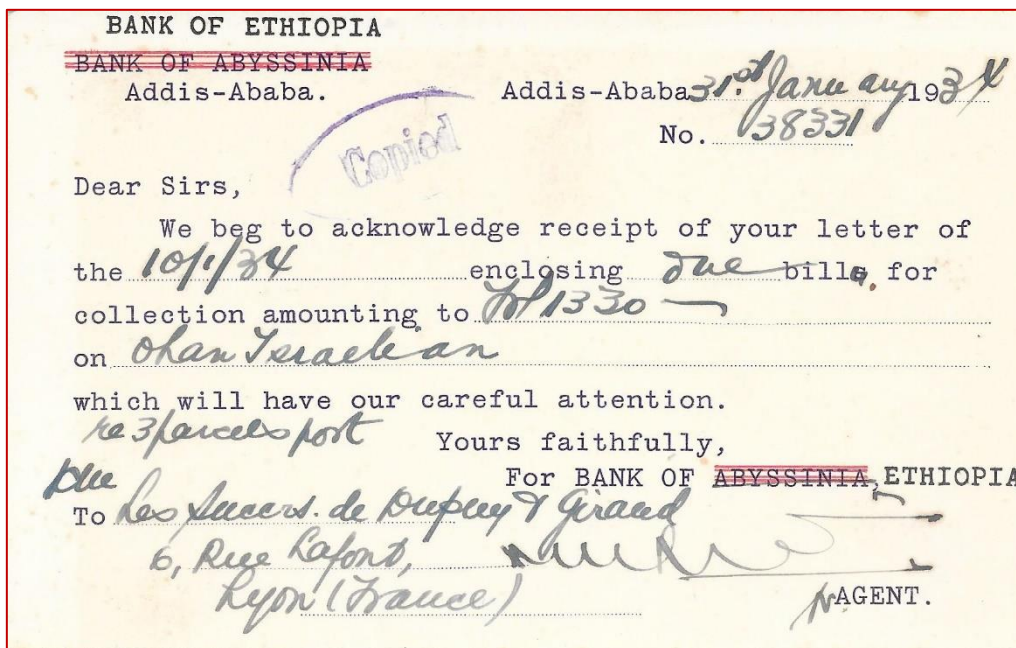 BANK OF ETHIOPIA
BANK OF ABYSSINIA
Addis-Ababa.
Addis-Ababa 31st January 1934
No. 38331
Copied
Dear Sirs,
We beg to acknowledge receipt of your letter of
the 10/1/34 enclosing due bill, for
collection amounting to 1330
on Ohan Israelian
which will have our careful attention.
re 3 parcels post
Yours faithfully,
For BANK OF ABYSSINIA, ETHIOPIA
To Les Succrs. de Dupuy & Giraud
6, Rue Lafont,
Lyon (France)
AGENT.